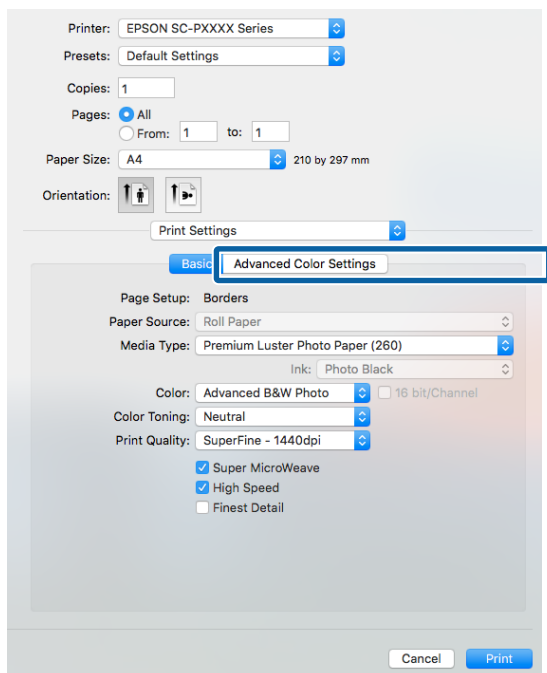 Printer: EPSON SC-PXXXX Series
Presets: Default Settings
Copies: 1
Pages: All
From: 1 to: 1
Paper Size: A4 210 by 297 mm
Orientation:
Print Settings
Basic Advanced Color Settings
Page Setup: Borders
Paper Source: Roll Paper
Media Type: Premium Luster Photo Paper (260)
Ink: Photo Black
Color: Advanced B&W Photo 16 bit/Channel
Color Toning: Neutral
Print Quality: SuperFine - 1440dpi
Super MicroWeave
High Speed
Finest Detail
Cancel Print